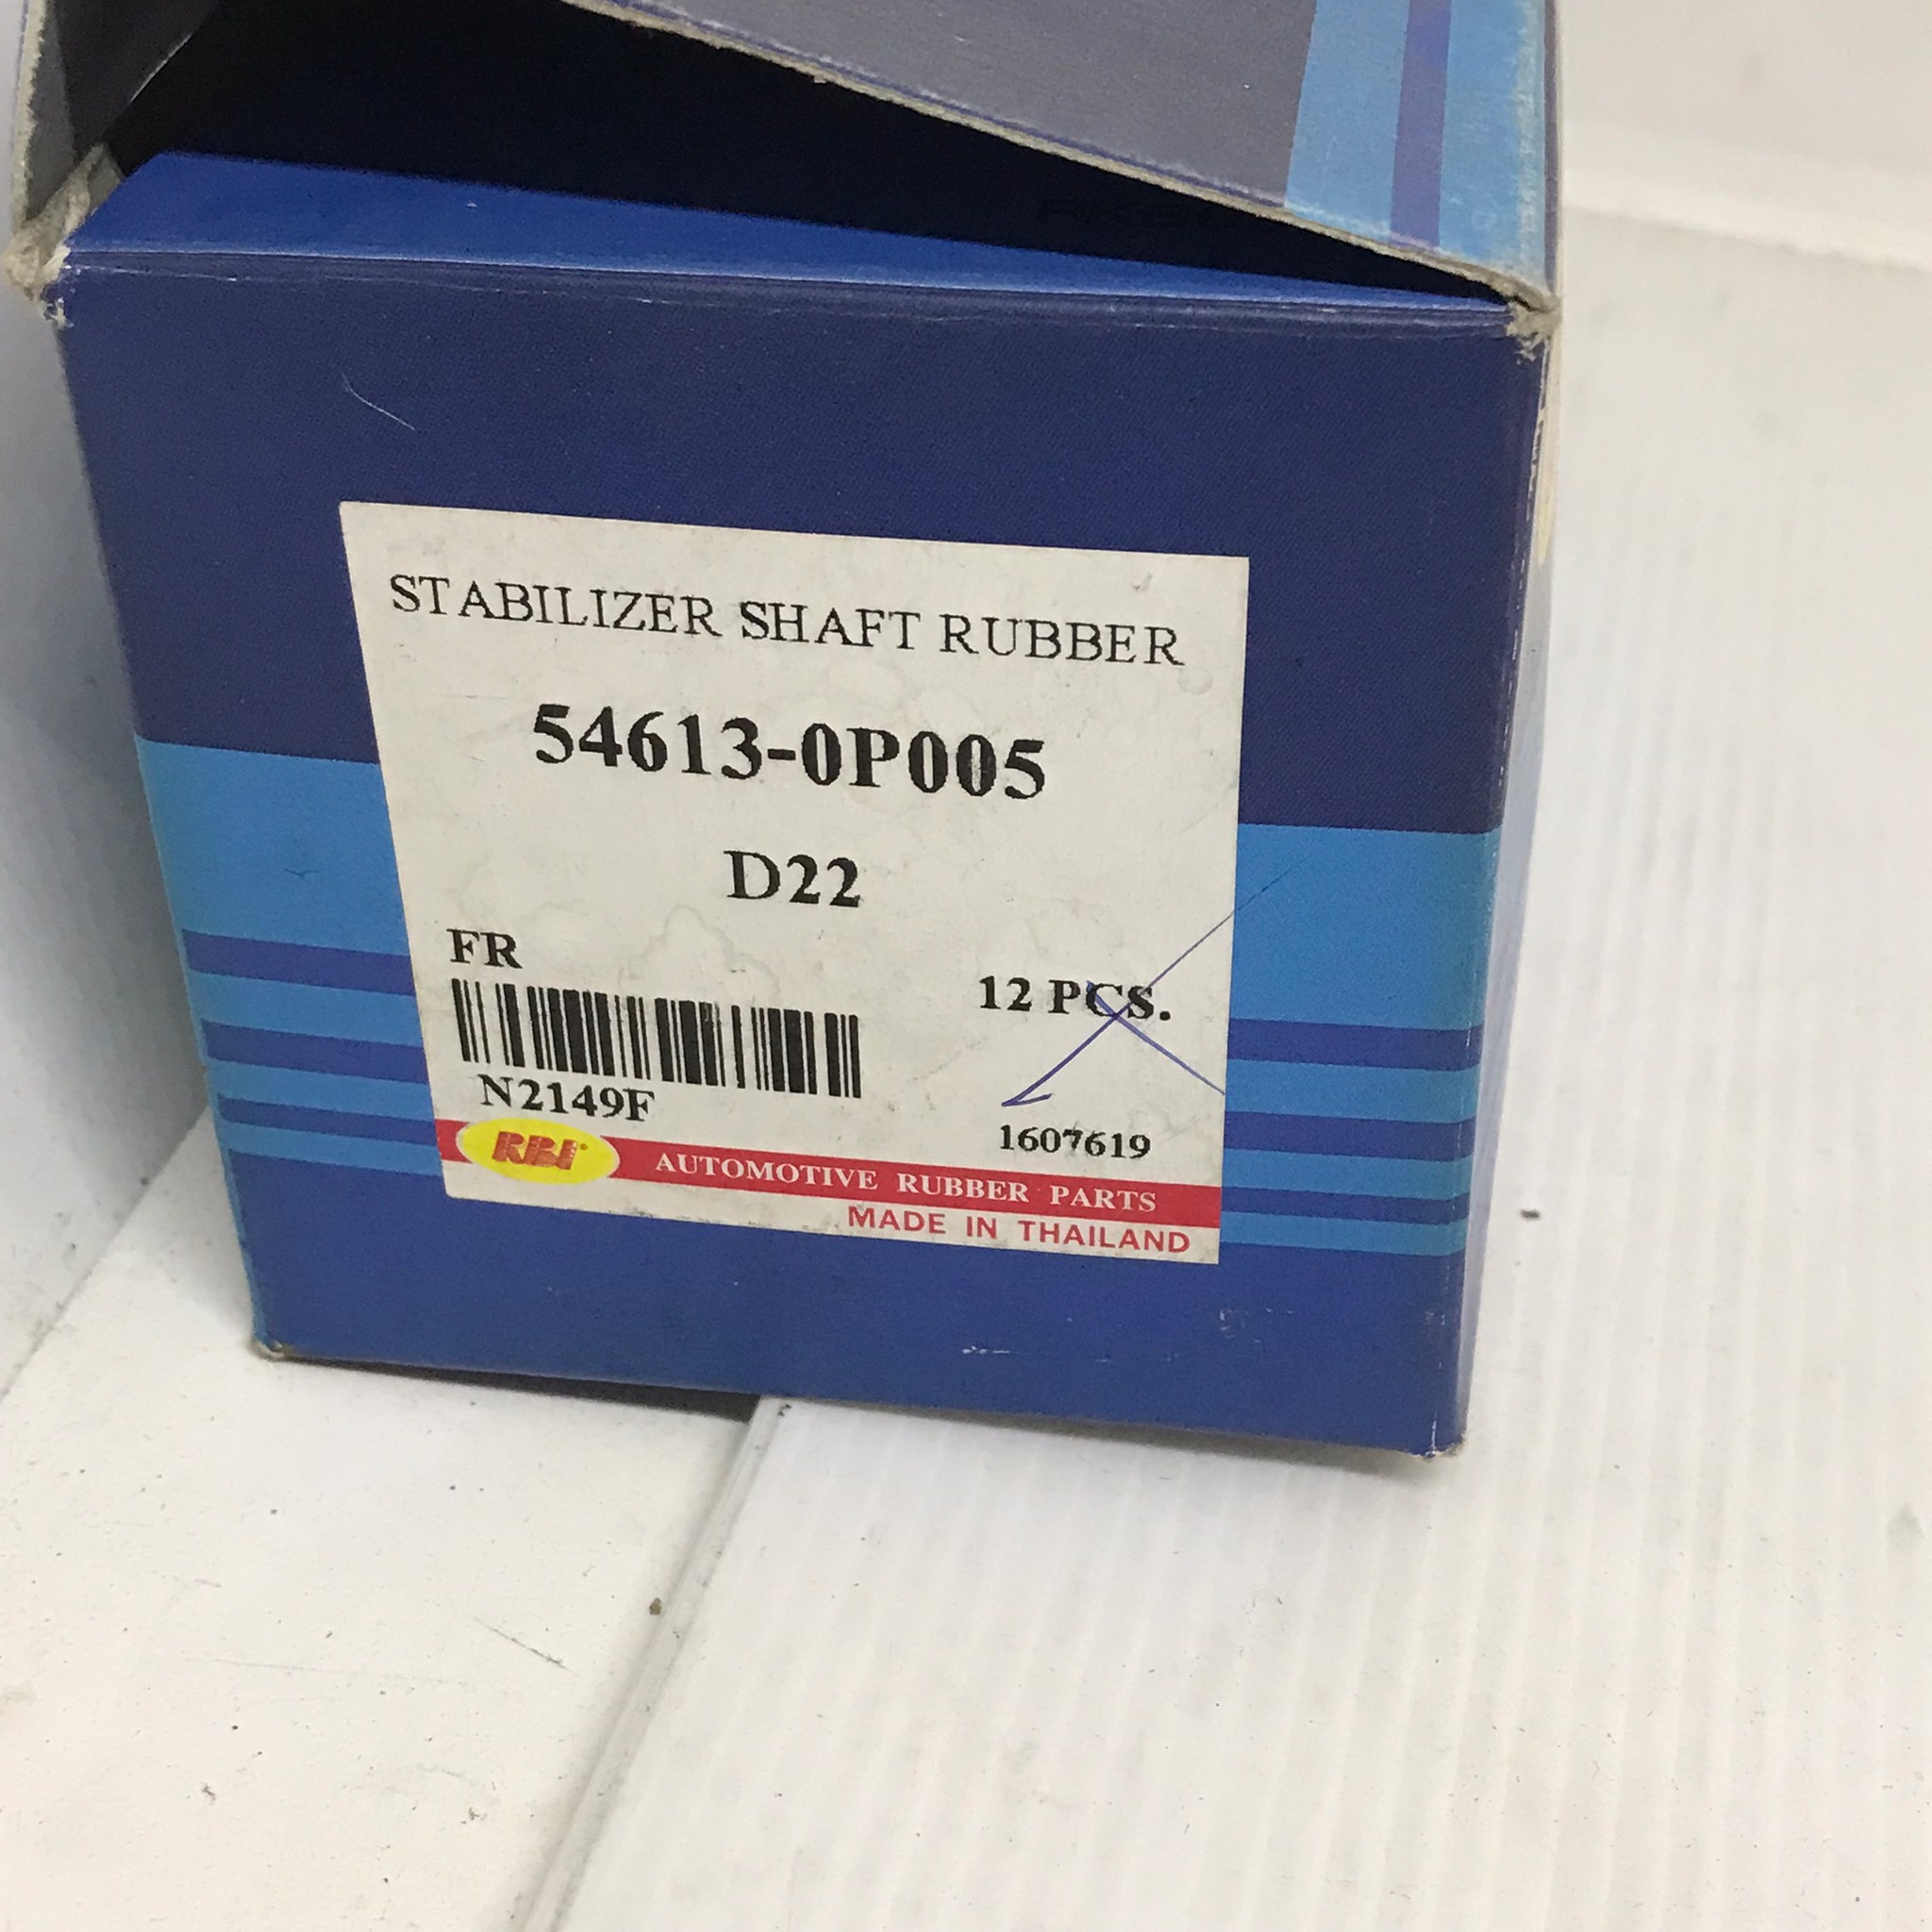 STABILIZER SHAFT RUBBER
54613-0P005
D22
FR
12 PCS.
N2149F
1607619
RBI
AUTOMOTIVE RUBBER PARTS
MADE IN THAILAND